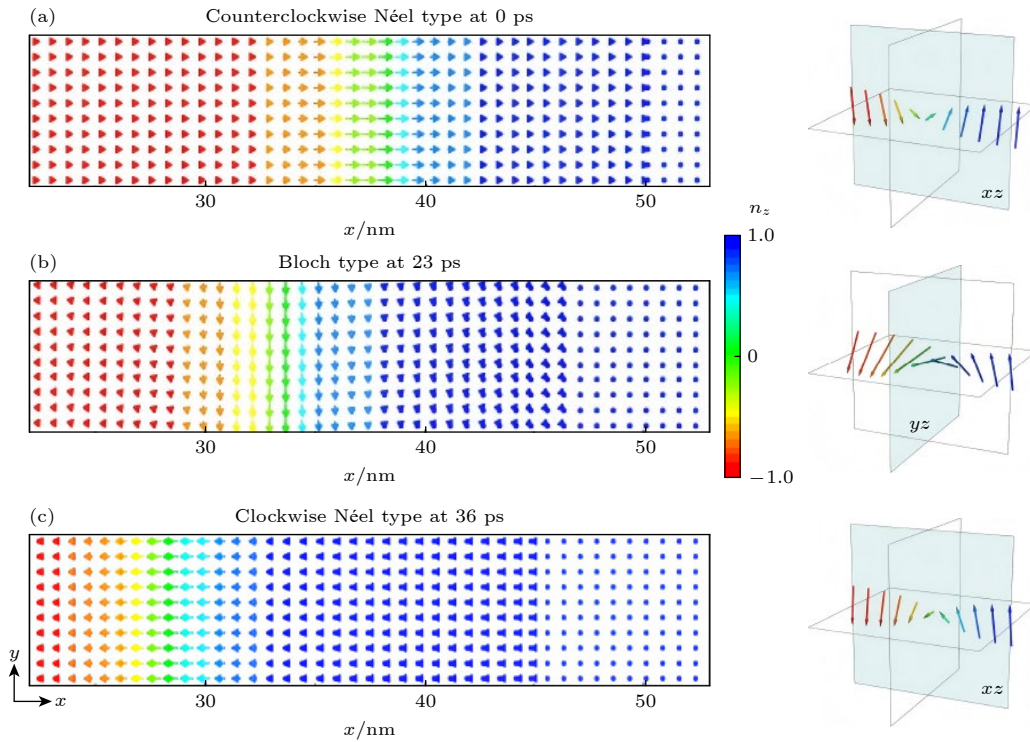 (a) Counterclockwise Néel type at 0 ps
30 40 50
x/nm
xz
n_z
1.0
0
−1.0
(b) Bloch type at 23 ps
30 40 50
x/nm
yz
(c) Clockwise Néel type at 36 ps
y
x
30 40 50
x/nm
xz